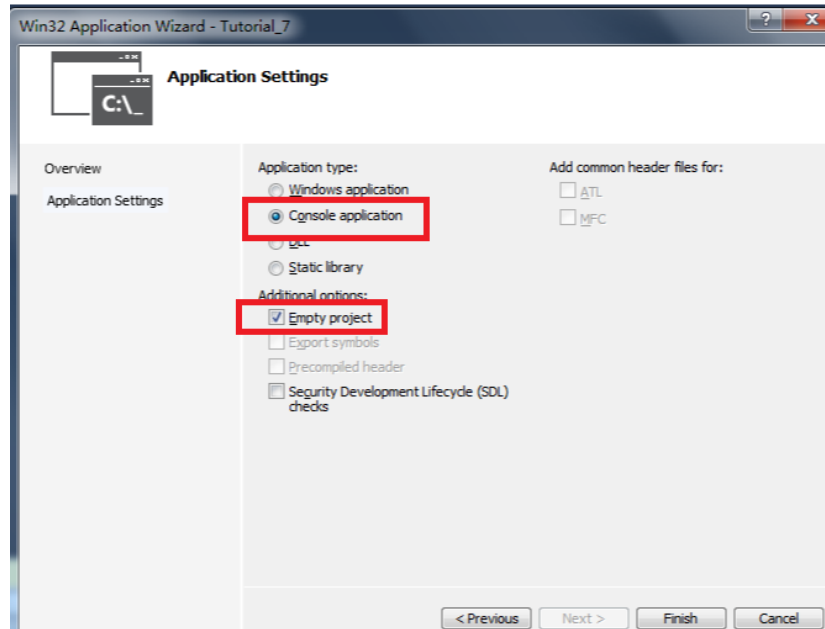 Win32 Application Wizard - Tutorial_7
? X
C:\_
Application Settings
Overview
Application Settings
Application type:
Windows application
Console application
DLL
Static library
Additional options:
Empty project
Export symbols
Precompiled header
Security Development Lifecycle (SDL)
checks
Add common header files for:
ATL
MFC
< Previous
Next >
Finish
Cancel